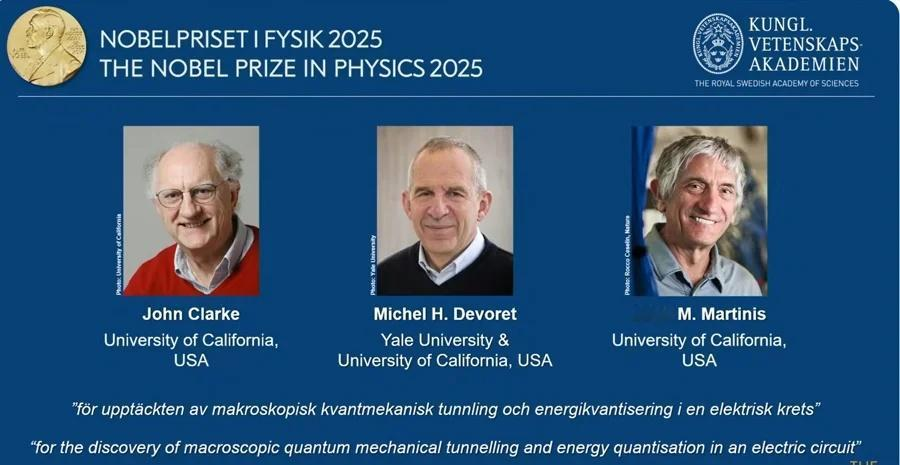 NOBELPRISET I FYSIK 2025
THE NOBEL PRIZE IN PHYSICS 2025
KUNGL.
VETENSKAPS-
AKADEMIEN
THE ROYAL SWEDISH ACADEMY OF SCIENCES
Photo: University of California
Photo: Yale University
Photo: Rocco Ceselin, Nature
John Clarke
University of California,
USA
Michel H. Devoret
Yale University &
University of California, USA
M. Martinis
University of California,
USA
”för upptäckten av makroskopisk kvantmekanisk tunnling och energikvantisering i en elektrisk krets”
“for the discovery of macroscopic quantum mechanical tunnelling and energy quantisation in an electric circuit”
THE